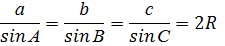 a/sinA = b/sinB = c/sinC = 2R